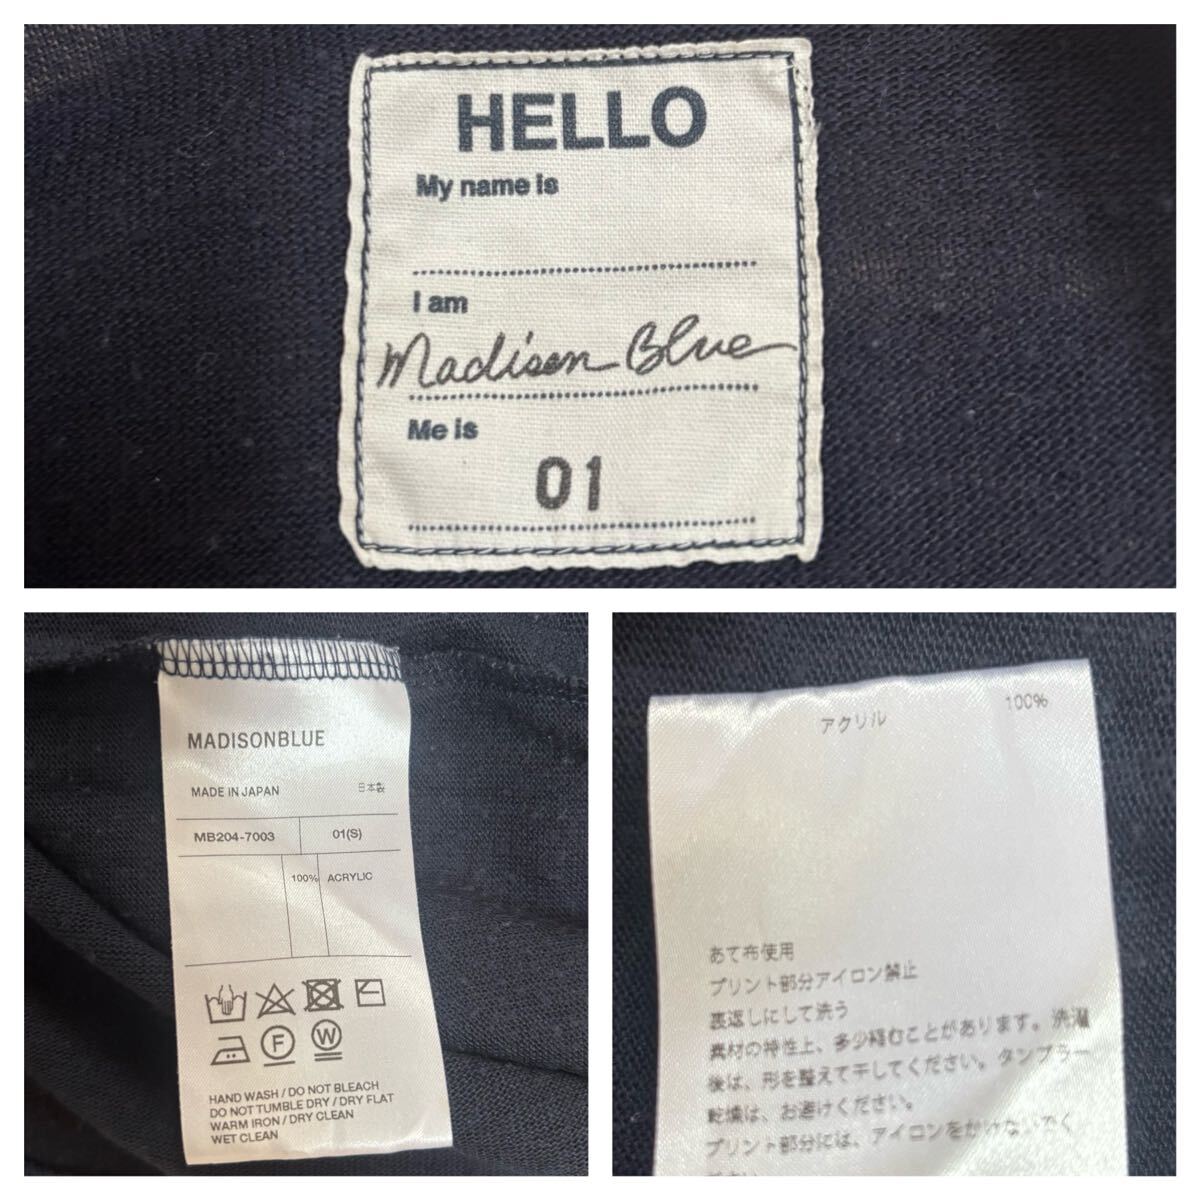 HELLO
My name is
I am
Madison Blue
Me is
01
MADISONBLUE
MADE IN JAPAN 日本製
MB204-7003 01(S)
100% ACRYLIC
F W
HAND WASH / DO NOT BLEACH
DO NOT TUMBLE DRY / DRY FLAT
WARM IRON / DRY CLEAN
WET CLEAN
アクリル 100%
あて布使用
プリント部分アイロン禁止
裏返しにして洗う
素材の特性上、多少縮むことがあります。洗濯
後は、形を整えて干してください。タンブラー
乾燥は、お避けください。
プリント部分には、アイロンをかけないでく